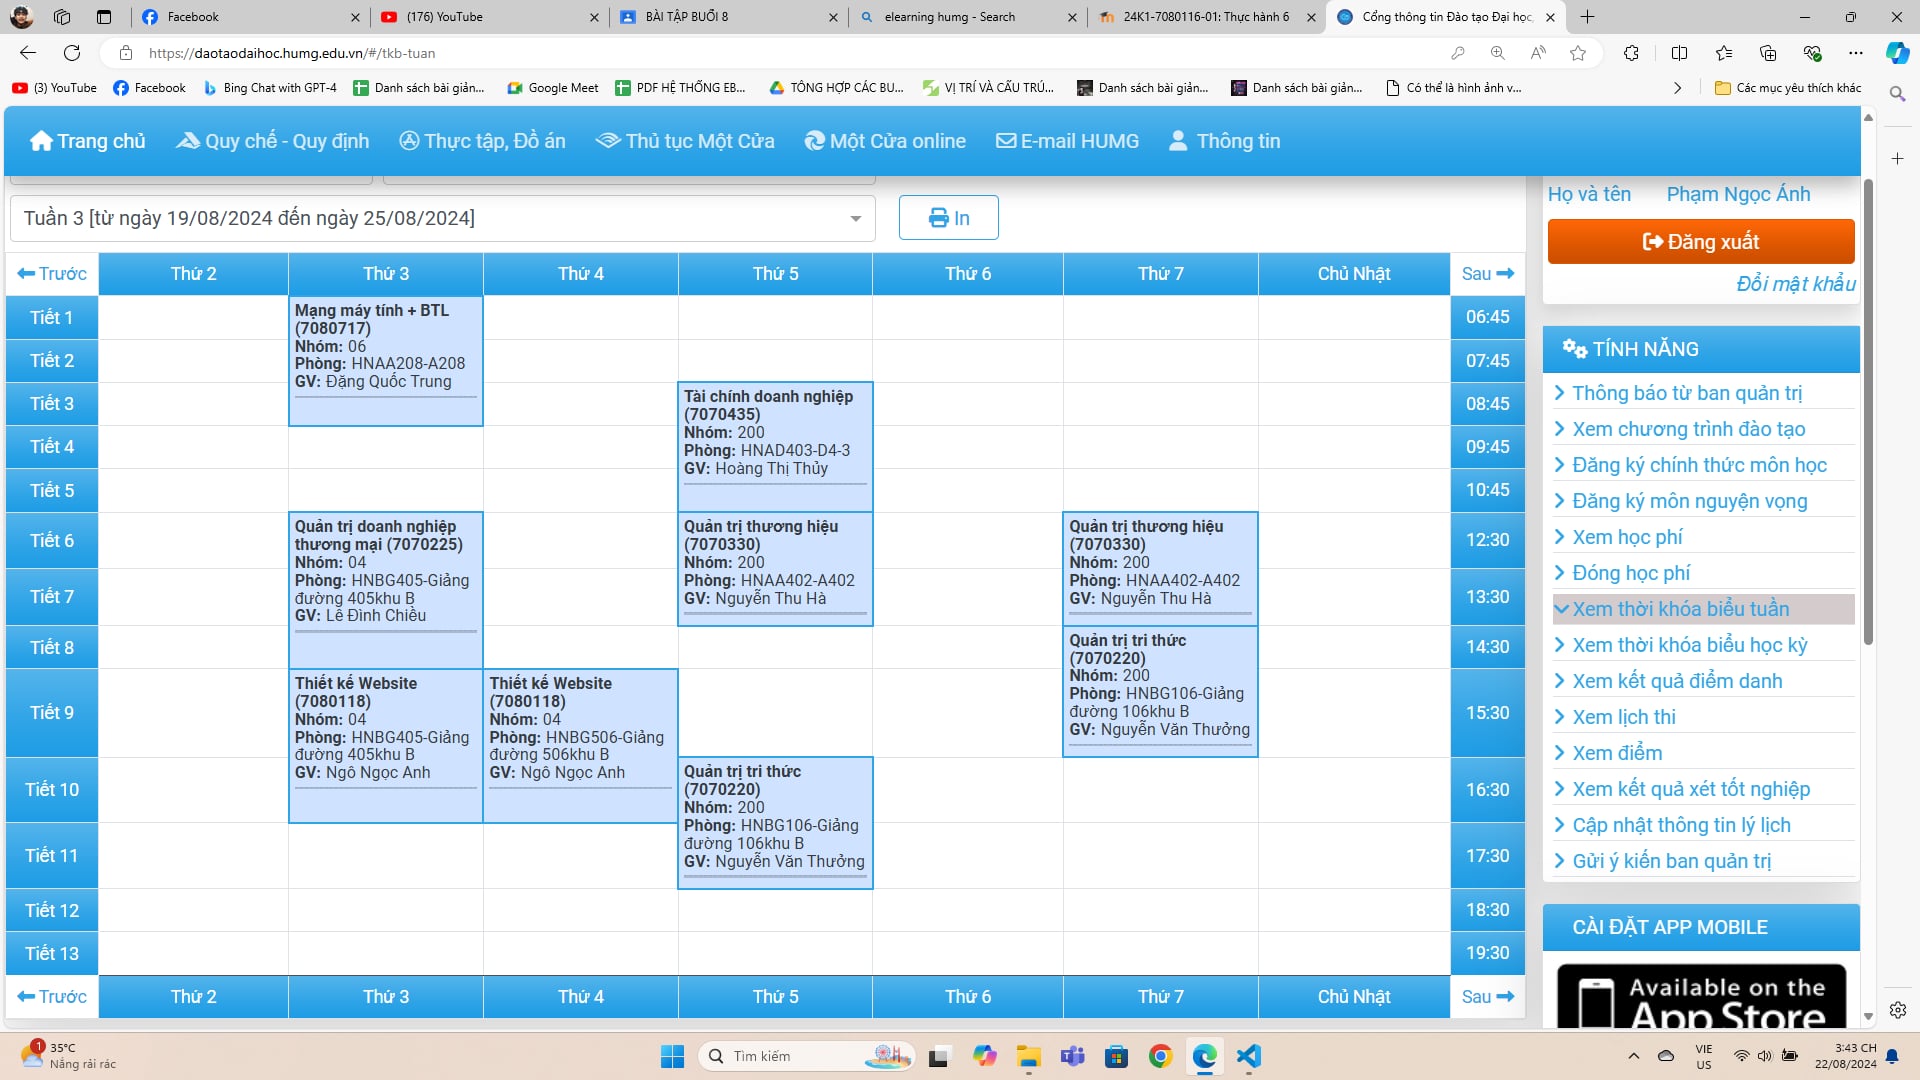 Facebook
(176) YouTube
BÀI TẬP BUỔI 8
elearning humg - Search
24K1-7080116-01: Thực hành 6
Cổng thông tin Đào tạo Đại học
https://daotaodaihoc.humg.edu.vn/#/tkb-tuan
(3) YouTube
Facebook
Bing Chat with GPT-4
Danh sách bài giản...
Google Meet
PDF HỆ THỐNG EB...
TỔNG HỢP CÁC BU...
VỊ TRÍ VÀ CẤU TRÚ...
Danh sách bài giản...
Danh sách bài giản...
Có thể là hình ảnh v...
Các mục yêu thích khác
Trang chủ
Quy chế - Quy định
Thực tập, Đồ án
Thủ tục Một Cửa
Một Cửa online
E-mail HUMG
Thông tin
Tuần 3 [từ ngày 19/08/2024 đến ngày 25/08/2024]
In
Trước
Thứ 2
Thứ 3
Thứ 4
Thứ 5
Thứ 6
Thứ 7
Chủ Nhật
Sau
Tiết 1
Tiết 2
Tiết 3
Tiết 4
Tiết 5
Tiết 6
Tiết 7
Tiết 8
Tiết 9
Tiết 10
Tiết 11
Tiết 12
Tiết 13
Mạng máy tính + BTL
(7080717)
Nhóm: 06
Phòng: HNAA208-A208
GV: Đặng Quốc Trung
Quản trị doanh nghiệp
thương mại (7070225)
Nhóm: 04
Phòng: HNBG405-Giảng
đường 405khu B
GV: Lê Đình Chiều
Thiết kế Website
(7080118)
Nhóm: 04
Phòng: HNBG405-Giảng
đường 405khu B
GV: Ngô Ngọc Anh
Thiết kế Website
(7080118)
Nhóm: 04
Phòng: HNBG506-Giảng
đường 506khu B
GV: Ngô Ngọc Anh
Tài chính doanh nghiệp
(7070435)
Nhóm: 200
Phòng: HNAD403-D4-3
GV: Hoàng Thị Thủy
Quản trị thương hiệu
(7070330)
Nhóm: 200
Phòng: HNAA402-A402
GV: Nguyễn Thu Hà
Quản trị tri thức
(7070220)
Nhóm: 200
Phòng: HNBG106-Giảng
đường 106khu B
GV: Nguyễn Văn Thưởng
Quản trị thương hiệu
(7070330)
Nhóm: 200
Phòng: HNAA402-A402
GV: Nguyễn Thu Hà
Quản trị tri thức
(7070220)
Nhóm: 200
Phòng: HNBG106-Giảng
đường 106khu B
GV: Nguyễn Văn Thưởng
06:45
07:45
08:45
09:45
10:45
12:30
13:30
14:30
15:30
16:30
17:30
18:30
19:30
Trước
Thứ 2
Thứ 3
Thứ 4
Thứ 5
Thứ 6
Thứ 7
Chủ Nhật
Sau
Họ và tên
Phạm Ngọc Ánh
Đăng xuất
Đổi mật khẩu
TÍNH NĂNG
Thông báo từ ban quản trị
Xem chương trình đào tạo
Đăng ký chính thức môn học
Đăng ký môn nguyện vọng
Xem học phí
Đóng học phí
Xem thời khóa biểu tuần
Xem thời khóa biểu học kỳ
Xem kết quả điểm danh
Xem lịch thi
Xem điểm
Xem kết quả xét tốt nghiệp
Cập nhật thông tin lý lịch
Gửi ý kiến ban quản trị
CÀI ĐẶT APP MOBILE
Available on the
App Store
1
35°C
Nắng rải rác
Tìm kiếm
VIE
US
3:43 CH
22/08/2024